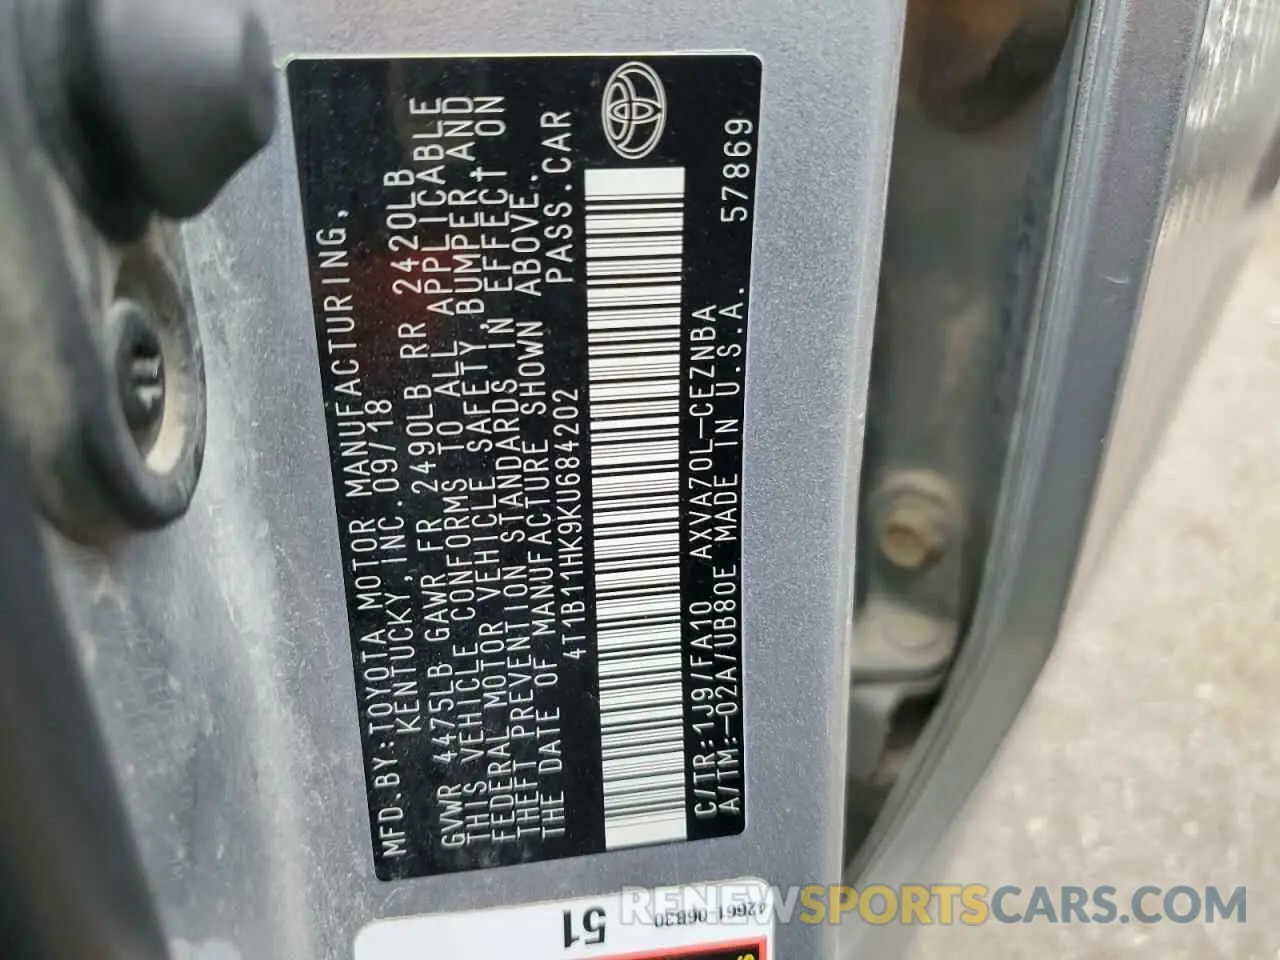 MFD.BY:TOYOTA MOTOR MANUFACTURING,
KENTUCKY,INC.09/18
GVWR 4475LB GAWR FR 2490LB RR 2420LB
THIS VEHICLE CONFORMS TO ALL APPLICABLE
FEDERAL MOTOR VEHICLE SAFETY,BUMPER,AND
THEFT PREVENTION STANDARDS IN EFFECT ON
THE DATE OF MANUFACTURE SHOWN ABOVE.
4T1B11HK9KU684202 PASS.CAR
C/TR:1J9/FA10 AXVA70L-CEZNBA
A/TM:-02A/UB80E MADE IN U.S.A. 57869
42661-06B30
51
RENEWSPORTSCARS.COM